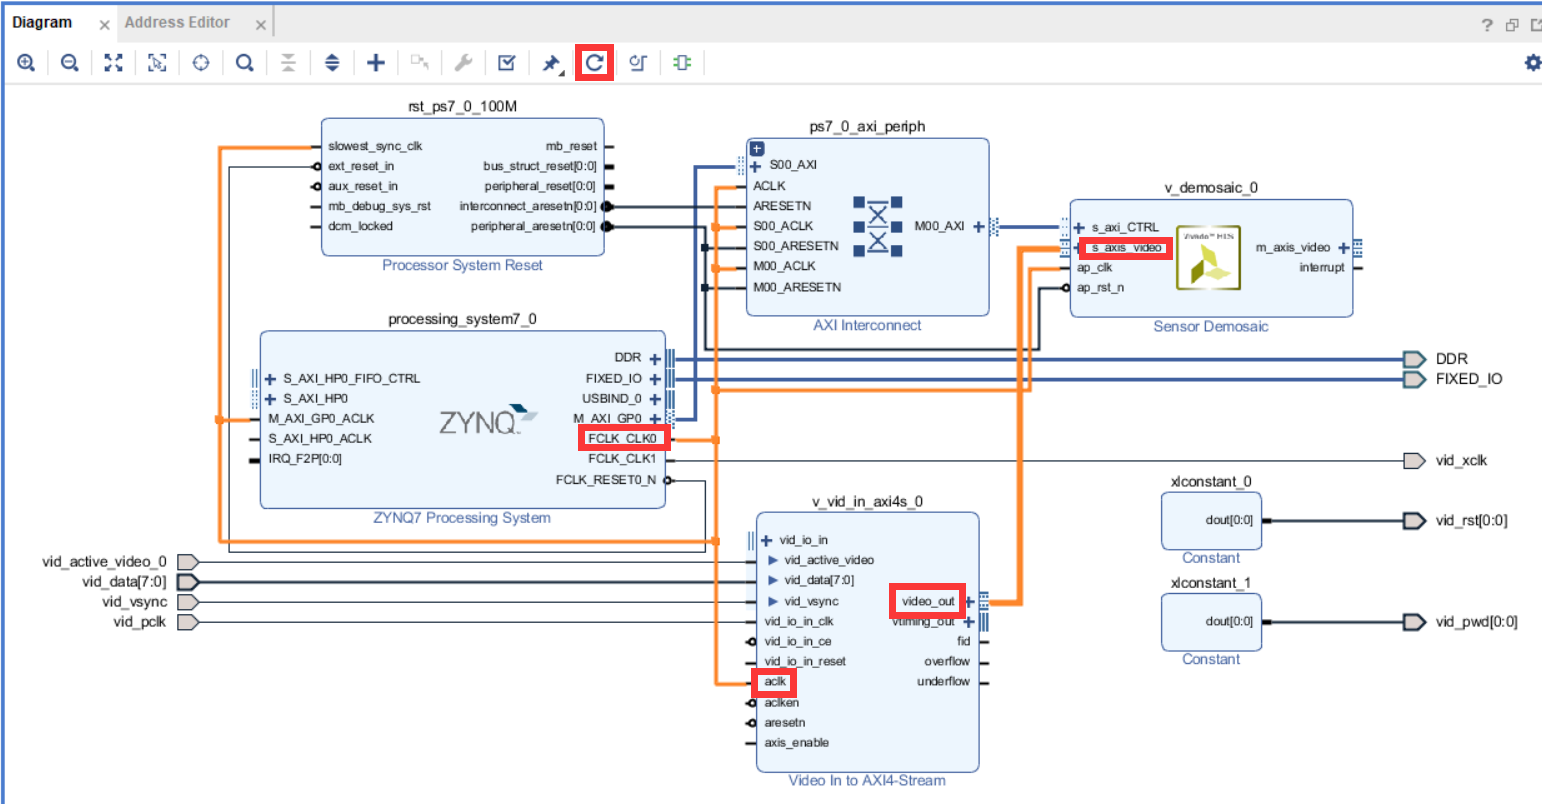 Diagram
Address Editor
rst_ps7_0_100M
slowest_sync_clk
ext_reset_in
aux_reset_in
mb_debug_sys_rst
dcm_locked
mb_reset
bus_struct_reset[0:0]
peripheral_reset[0:0]
interconnect_aresetn[0:0]
peripheral_aresetn[0:0]
Processor System Reset
ps7_0_axi_periph
S00_AXI
ACLK
ARESETN
S00_ACLK
S00_ARESETN
M00_ACLK
M00_ARESETN
M00_AXI
AXI Interconnect
v_demosaic_0
s_axi_CTRL
s_axis_video
ap_clk
ap_rst_n
Vivado™ HLS
m_axis_video
interrupt
Sensor Demosaic
processing_system7_0
S_AXI_HP0_FIFO_CTRL
S_AXI_HP0
M_AXI_GP0_ACLK
S_AXI_HP0_ACLK
IRQ_F2P[0:0]
ZYNQ
DDR
FIXED_IO
USBIND_0
M_AXI_GP0
FCLK_CLK0
FCLK_CLK1
FCLK_RESET0_N
ZYNQ7 Processing System
DDR
FIXED_IO
vid_xclk
xlconstant_0
dout[0:0]
Constant
vid_rst[0:0]
xlconstant_1
dout[0:0]
Constant
vid_pwd[0:0]
vid_active_video_0
vid_data[7:0]
vid_vsync
vid_pclk
v_vid_in_axi4s_0
vid_io_in
vid_active_video
vid_data[7:0]
vid_vsync
vid_io_in_clk
vid_io_in_ce
vid_io_in_reset
aclk
aclken
aresetn
axis_enable
video_out
vtiming_out
fid
overflow
underflow
Video In to AXI4-Stream